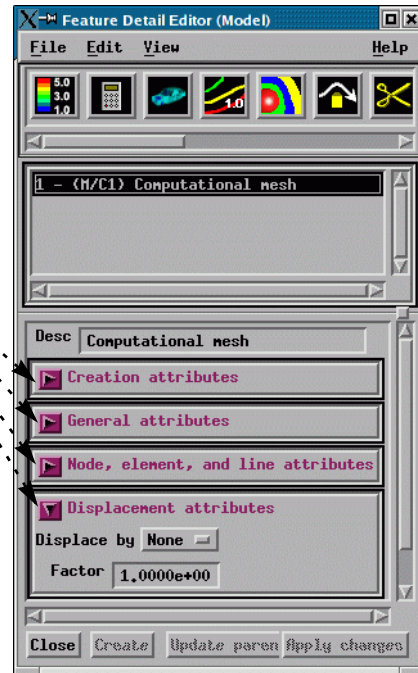 Feature Detail Editor (Model)
File Edit View Help
5.0
3.0
1.0
1.0
1 - (M/C1) Computational mesh
Desc Computational mesh
Creation attributes
General attributes
Node, element, and line attributes
Displacement attributes
Displace by None
Factor 1.0000e+00
Close Create Update paren Apply changes